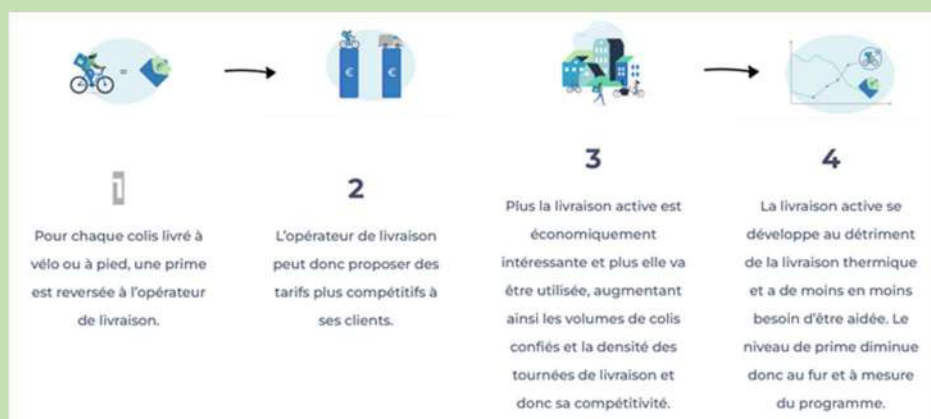 1
Pour chaque colis livré à
vélo ou à pied, une prime
est reversée à l'opérateur
de livraison.
2
L'opérateur de livraison
peut donc proposer des
tarifs plus compétitifs à
ses clients.
3
Plus la livraison active est
économiquement
intéressante et plus elle va
être utilisée, augmentant
ainsi les volumes de colis
confiés et la densité des
tournées de livraison et
donc sa compétitivité.
4
La livraison active se
développe au détriment
de la livraison thermique
et a de moins en moins
besoin d'être aidée. Le
niveau de prime diminue
donc au fur et à mesure
du programme.